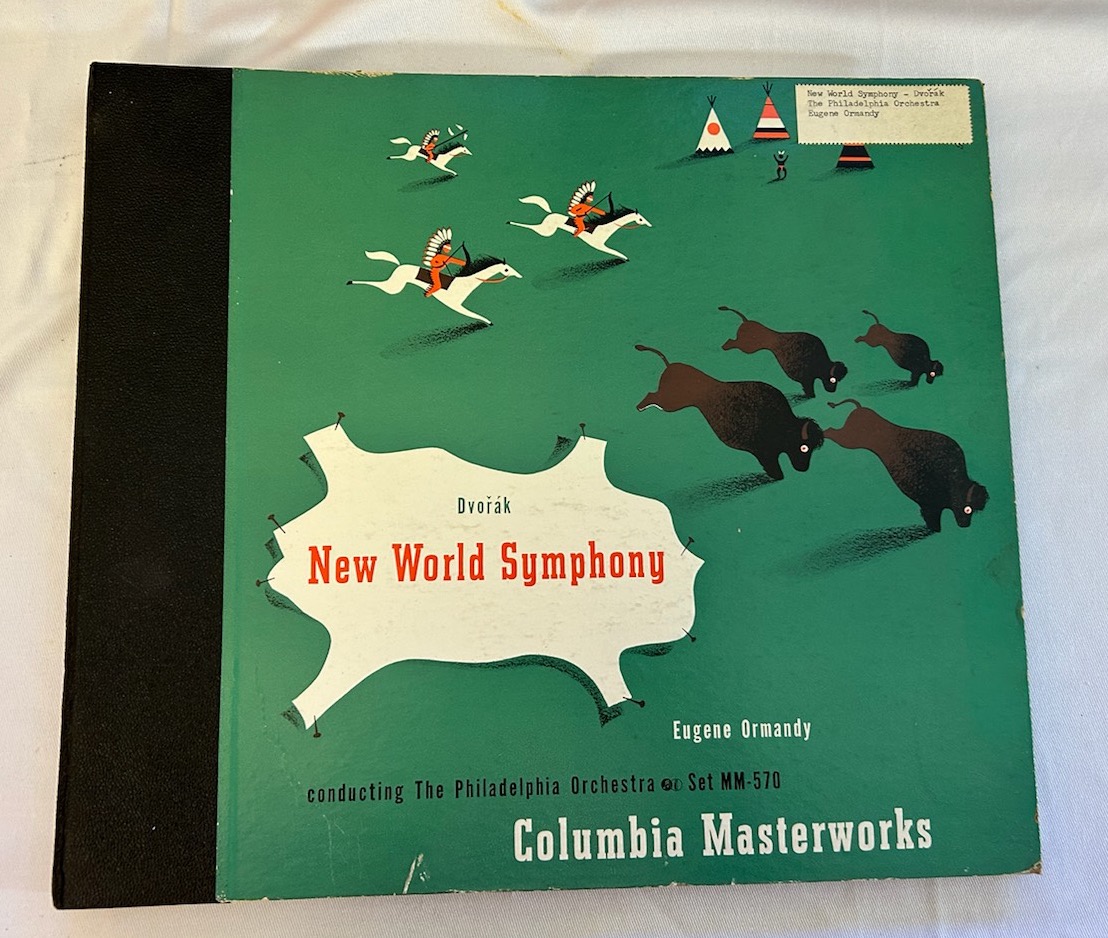 New World Symphony - Dvořák
The Philadelphia Orchestra
Eugene Ormandy
Dvořák
New World Symphony
Eugene Ormandy
conducting The Philadelphia Orchestra Set MM-570
Columbia Masterworks